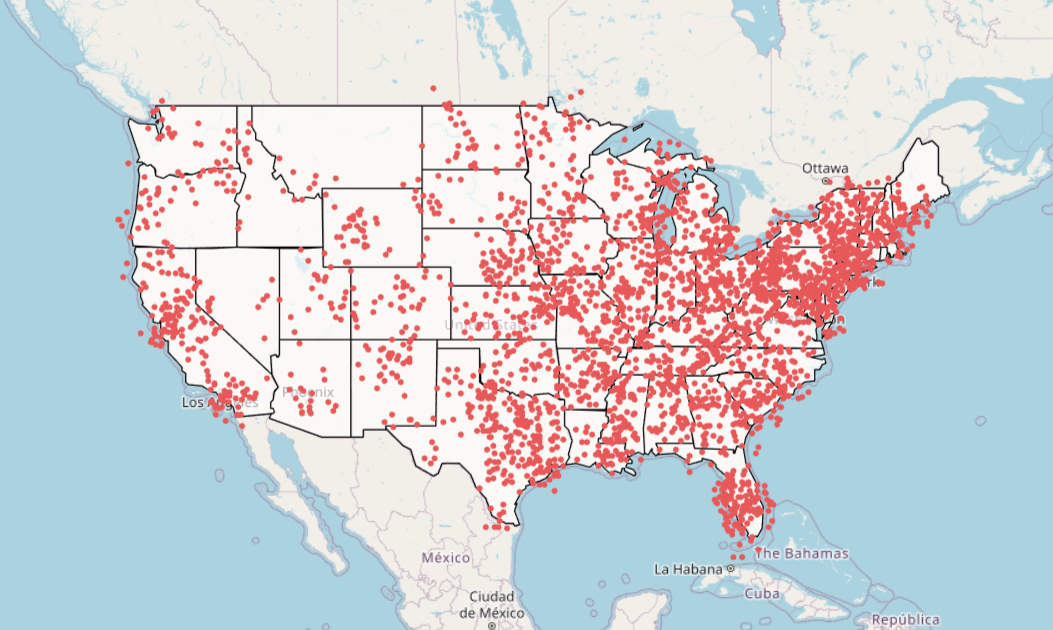 Ottawa
United States
Los Angeles
Phoenix
México
The Bahamas
La Habana
Cuba
Ciudad
de México
República